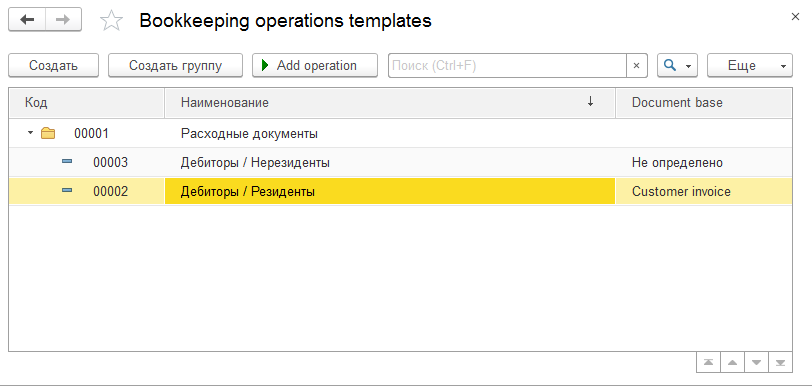 Bookkeeping operations templates
Создать Создать группу Add operation Поиск (Ctrl+F) Еще
Код Наименование Document base
00001 Расходные документы
00003 Дебиторы / Нерезиденты Не определено
00002 Дебиторы / Резиденты Customer invoice